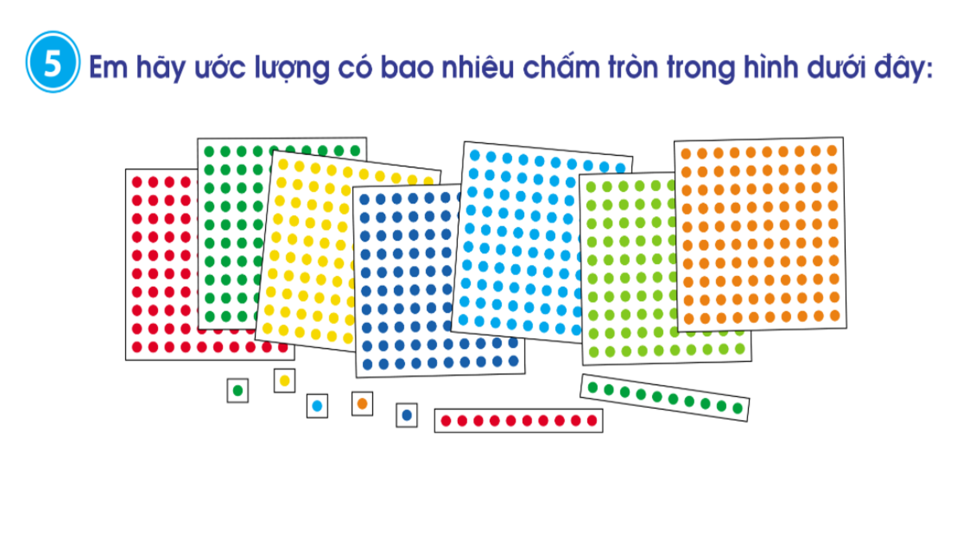 5
Em hãy ước lượng có bao nhiêu chấm tròn trong hình dưới đây: